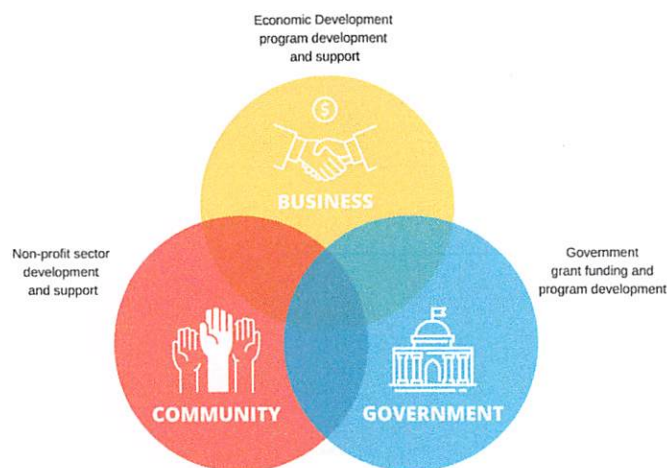 Economic Development
program development
and support
$
BUSINESS
Non-profit sector
development
and support
Government
grant funding and
program development
COMMUNITY
GOVERNMENT